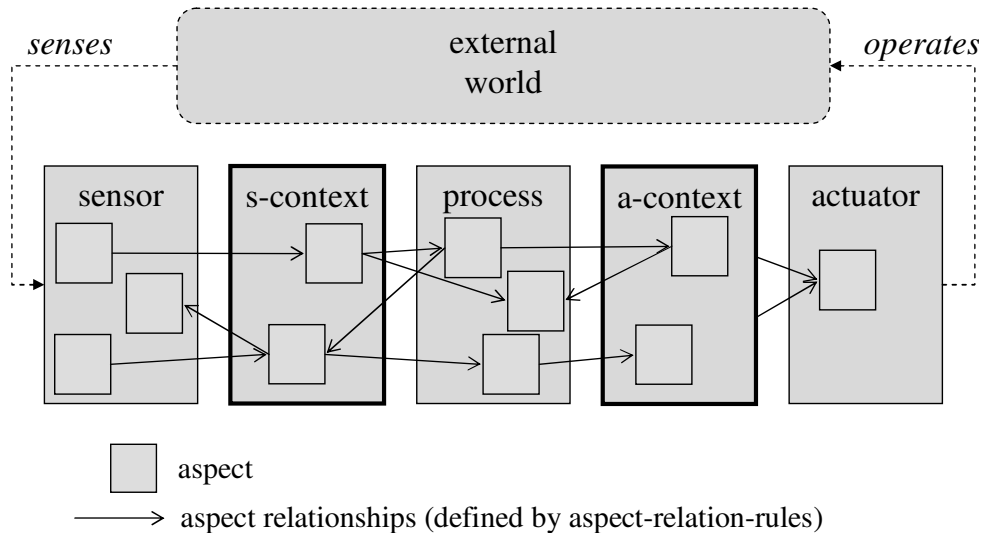 senses
external
world
operates
sensor
s-context
process
a-context
actuator
aspect
aspect relationships (defined by aspect-relation-rules)